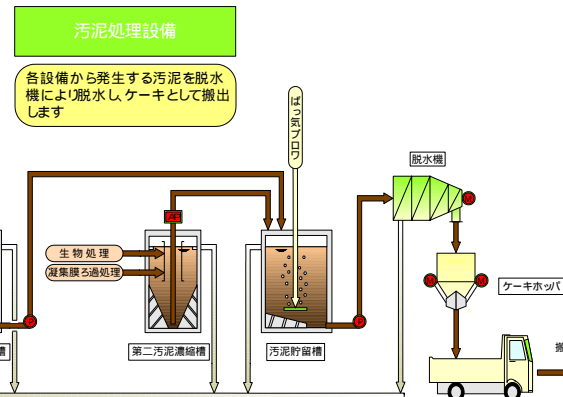 汚泥処理設備
各設備から発生する汚泥を脱水
機により脱水し、ケーキとして搬出
します
ばっ気ブロワ
脱水機
M
AP
生物処理
凝集膜ろ過処理
M
M
ケーキホッパ
P
P
槽
第二汚泥濃縮槽
汚泥貯留槽
搬